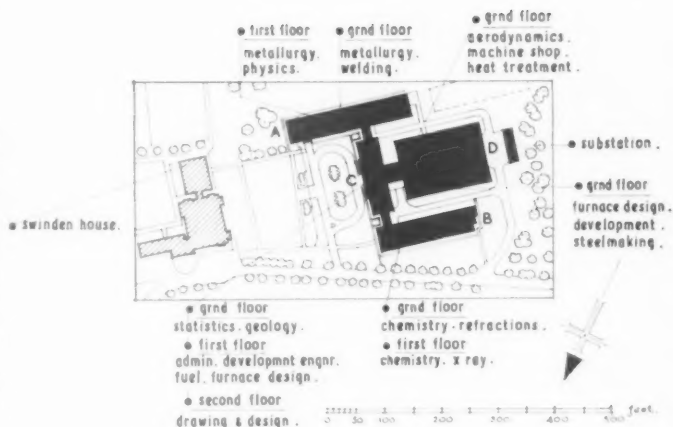 first floor
metallurgy.
physics.
grnd floor
metallurgy.
welding.
grnd floor
aerodynamics.
machine shop.
heat treatment.
A
C
D
B
substation.
grnd floor
furnace design.
development.
steelmaking.
swinden house.
grnd floor
statistics. geology.
first floor
admin. developmnt engnr.
fuel. furnace design.
second floor
drawing & design.
grnd floor
chemistry. refractions.
first floor
chemistry. x ray.
0 50 100 200 300 400 500 feet.